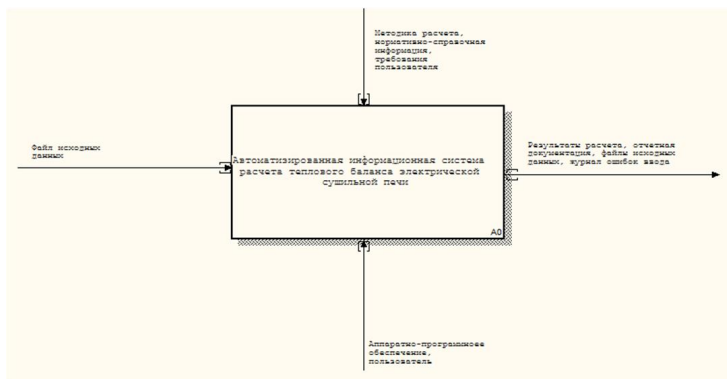 Методика расчета,
нормативно-справочная
информация,
требования
пользователя
Файл исходных
данных
Автоматизированная информационная система
расчета теплового баланса электрической
сушильной печи
A0
Результаты расчета, отчетная
документация, файлы исходных
данных, журнал ошибок ввода
Аппаратно-программноее
обеспечение,
пользователь